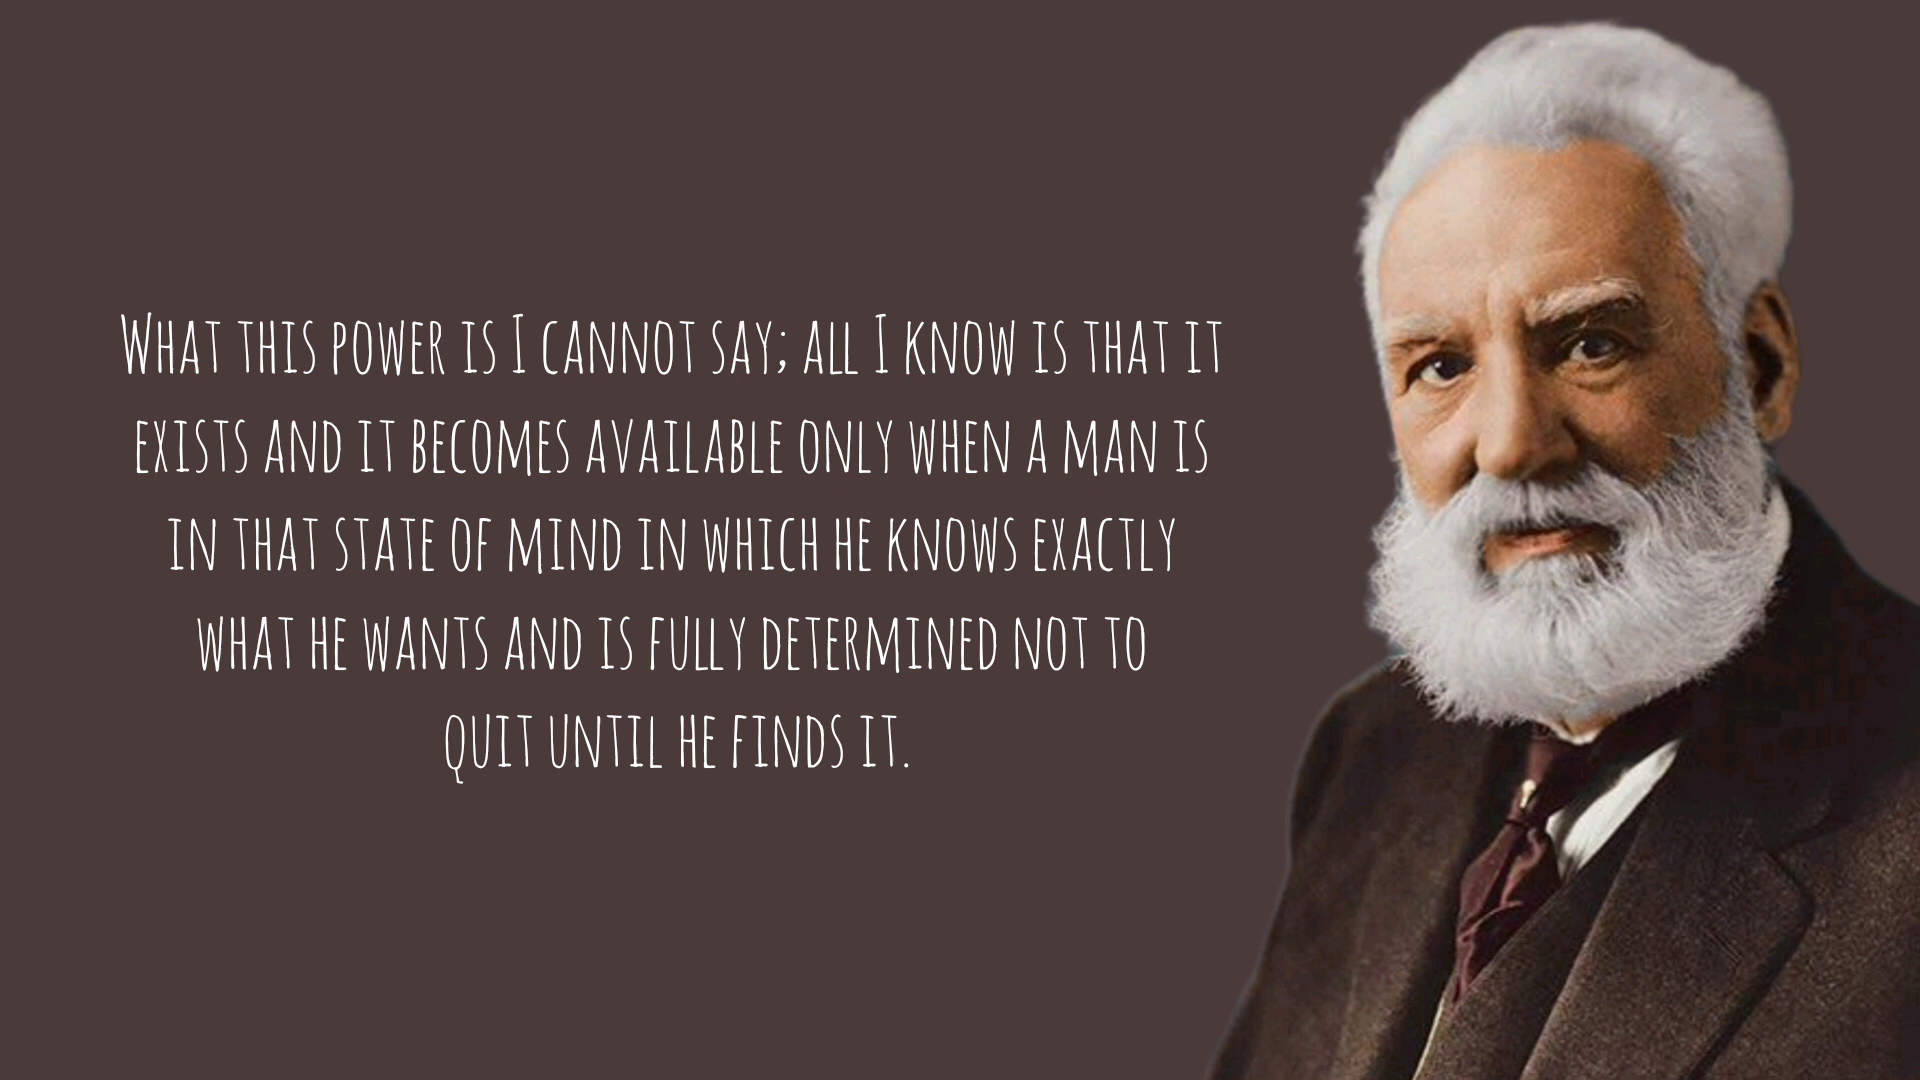 What this power is I cannot say; all I know is that it
exists and it becomes available only when a man is
in that state of mind in which he knows exactly
what he wants and is fully determined not to
quit until he finds it.